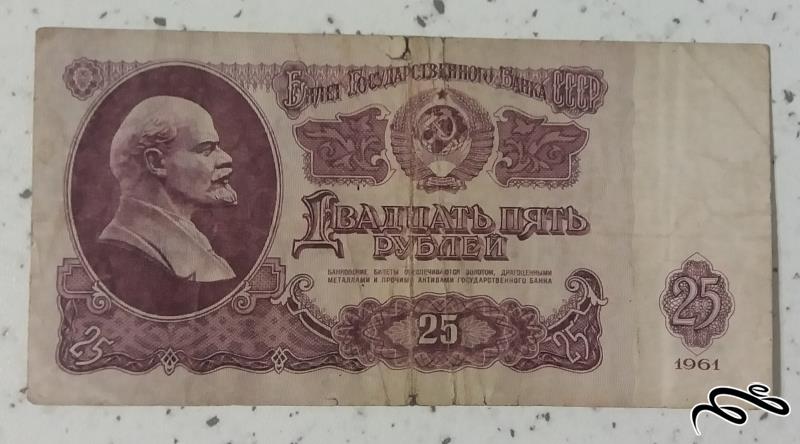 Билет Государственного Банка СССР
Двадцать пять
рублей
БАНКОВСКИЕ БИЛЕТЫ ОБЕСПЕЧИВАЮТСЯ ЗОЛОТОМ, ДРАГОЦЕННЫМИ
МЕТАЛЛАМИ И ПРОЧИМИ АКТИВАМИ ГОСУДАРСТВЕННОГО БАНКА
25
25
25
25
1961